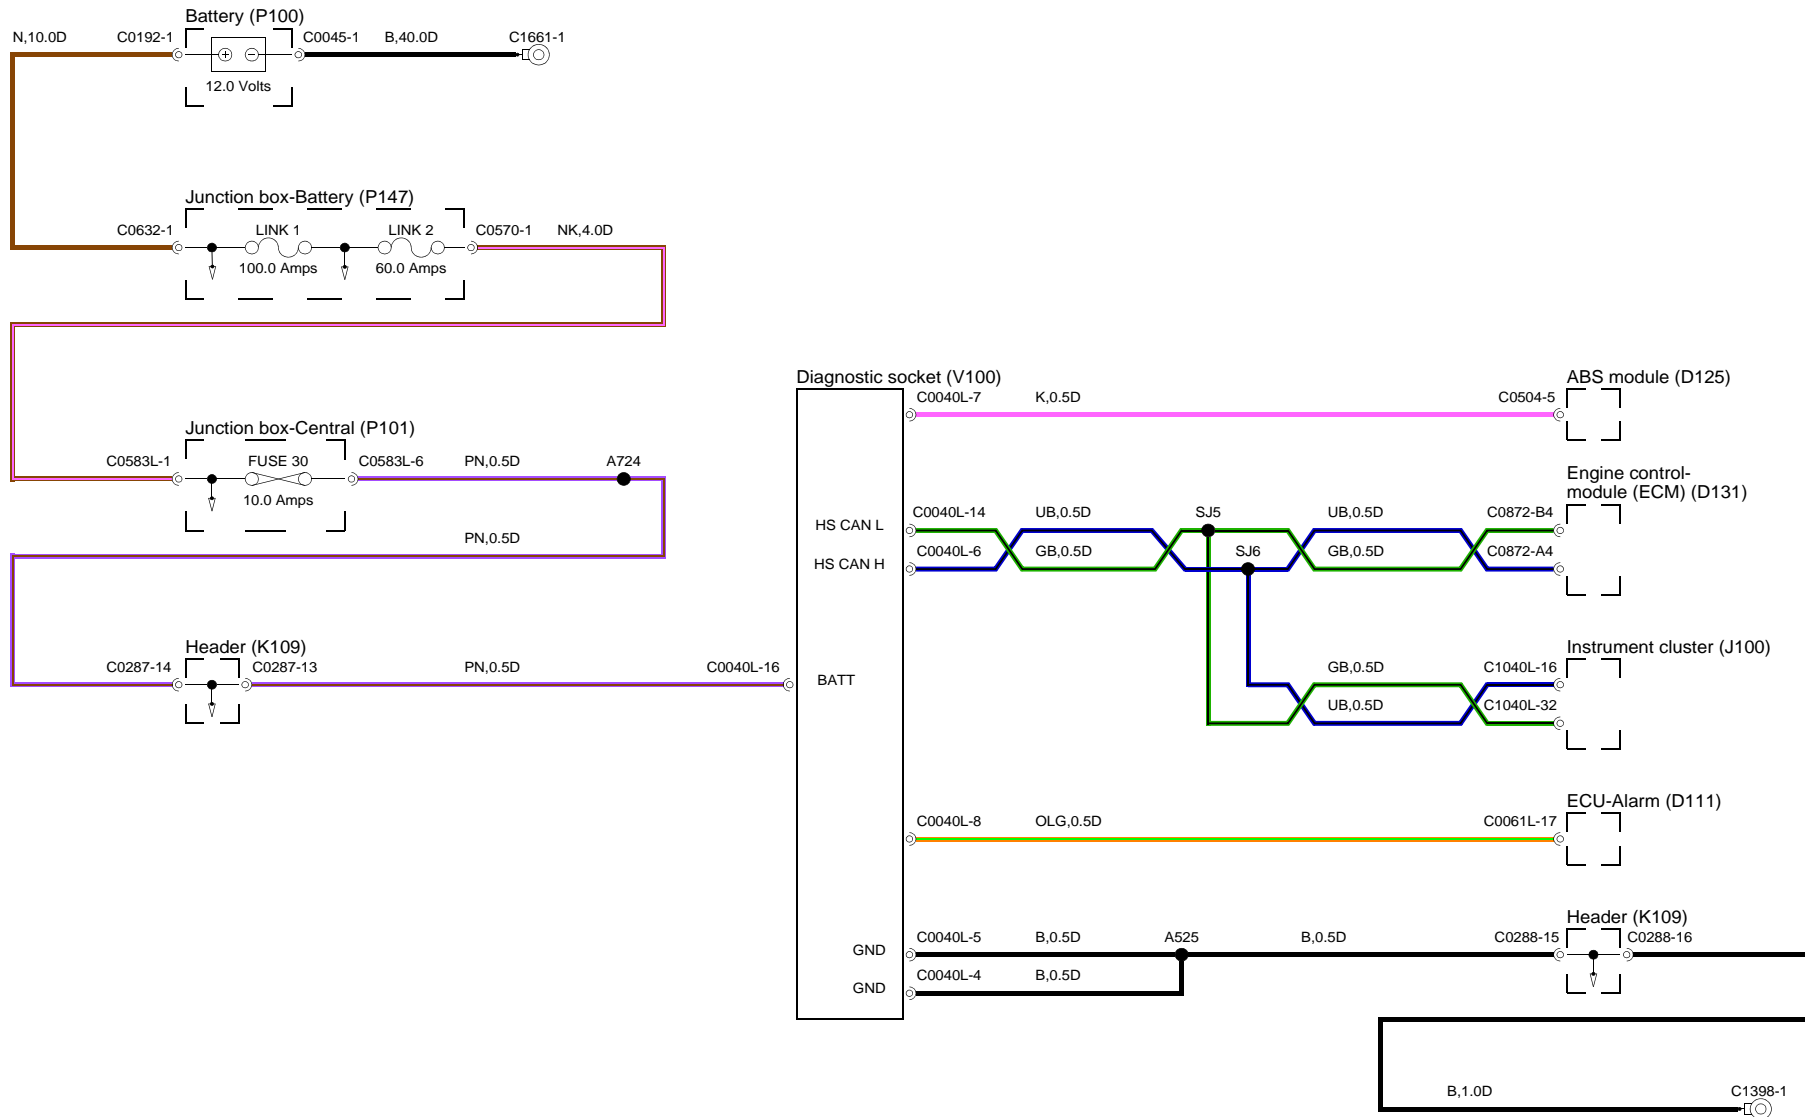 Battery (P100)
N,10.0D
C0192-1
C0045-1
B,40.0D
C1661-1
12.0 Volts
Junction box-Battery (P147)
C0632-1
LINK 1
LINK 2
C0570-1
NK,4.0D
100.0 Amps
60.0 Amps
Junction box-Central (P101)
C0583L-1
FUSE 30
C0583L-6
PN,0.5D
A724
10.0 Amps
PN,0.5D
Header (K109)
C0287-14
C0287-13
PN,0.5D
C0040L-16
Diagnostic socket (V100)
HS CAN L
HS CAN H
BATT
GND
GND
C0040L-7
K,0.5D
C0504-5
ABS module (D125)
Engine control-
module (ECM) (D131)
C0040L-14
UB,0.5D
SJ5
UB,0.5D
C0872-B4
C0040L-6
GB,0.5D
SJ6
GB,0.5D
C0872-A4
Instrument cluster (J100)
GB,0.5D
C1040L-16
UB,0.5D
C1040L-32
ECU-Alarm (D111)
C0040L-8
OLG,0.5D
C0061L-17
Header (K109)
C0040L-5
B,0.5D
A525
B,0.5D
C0288-15
C0288-16
C0040L-4
B,0.5D
B,1.0D
C1398-1